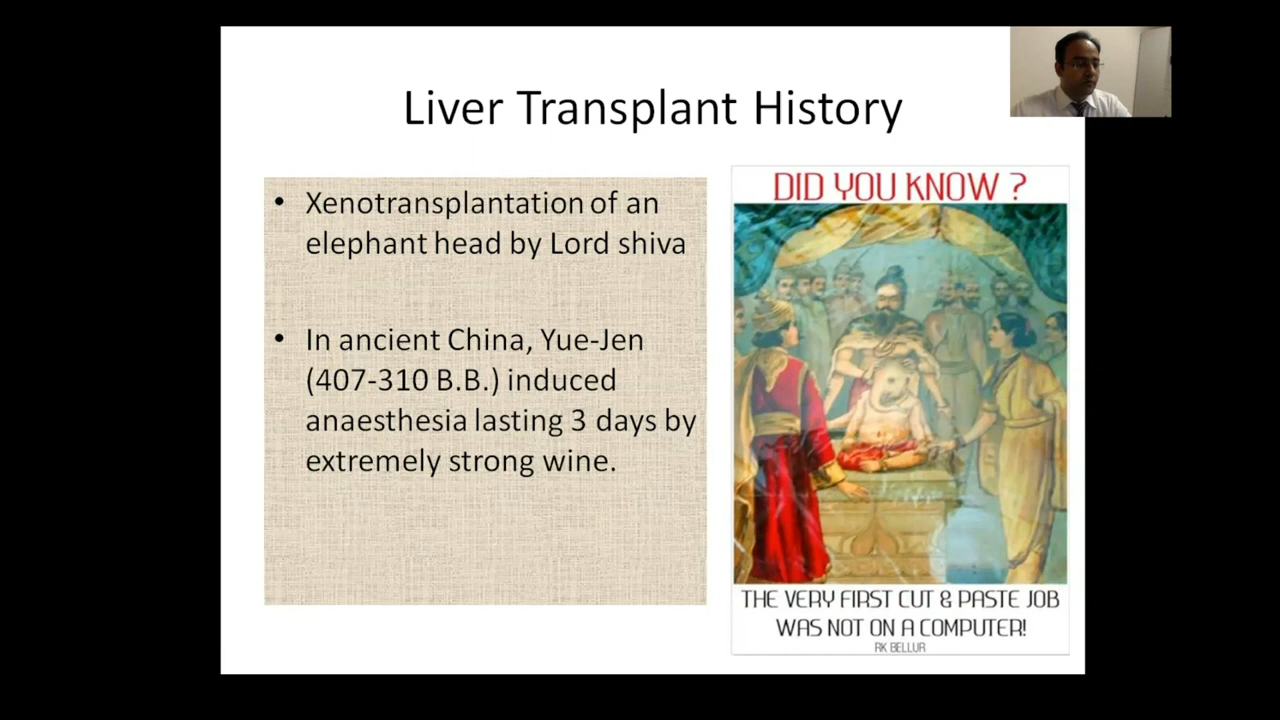 Liver Transplant History
• Xenotransplantation of an
elephant head by Lord shiva
• In ancient China, Yue-Jen
(407-310 B.B.) induced
anaesthesia lasting 3 days by
extremely strong wine.
DID YOU KNOW ?
THE VERY FIRST CUT & PASTE JOB
WAS NOT ON A COMPUTER!
RK BELLUR